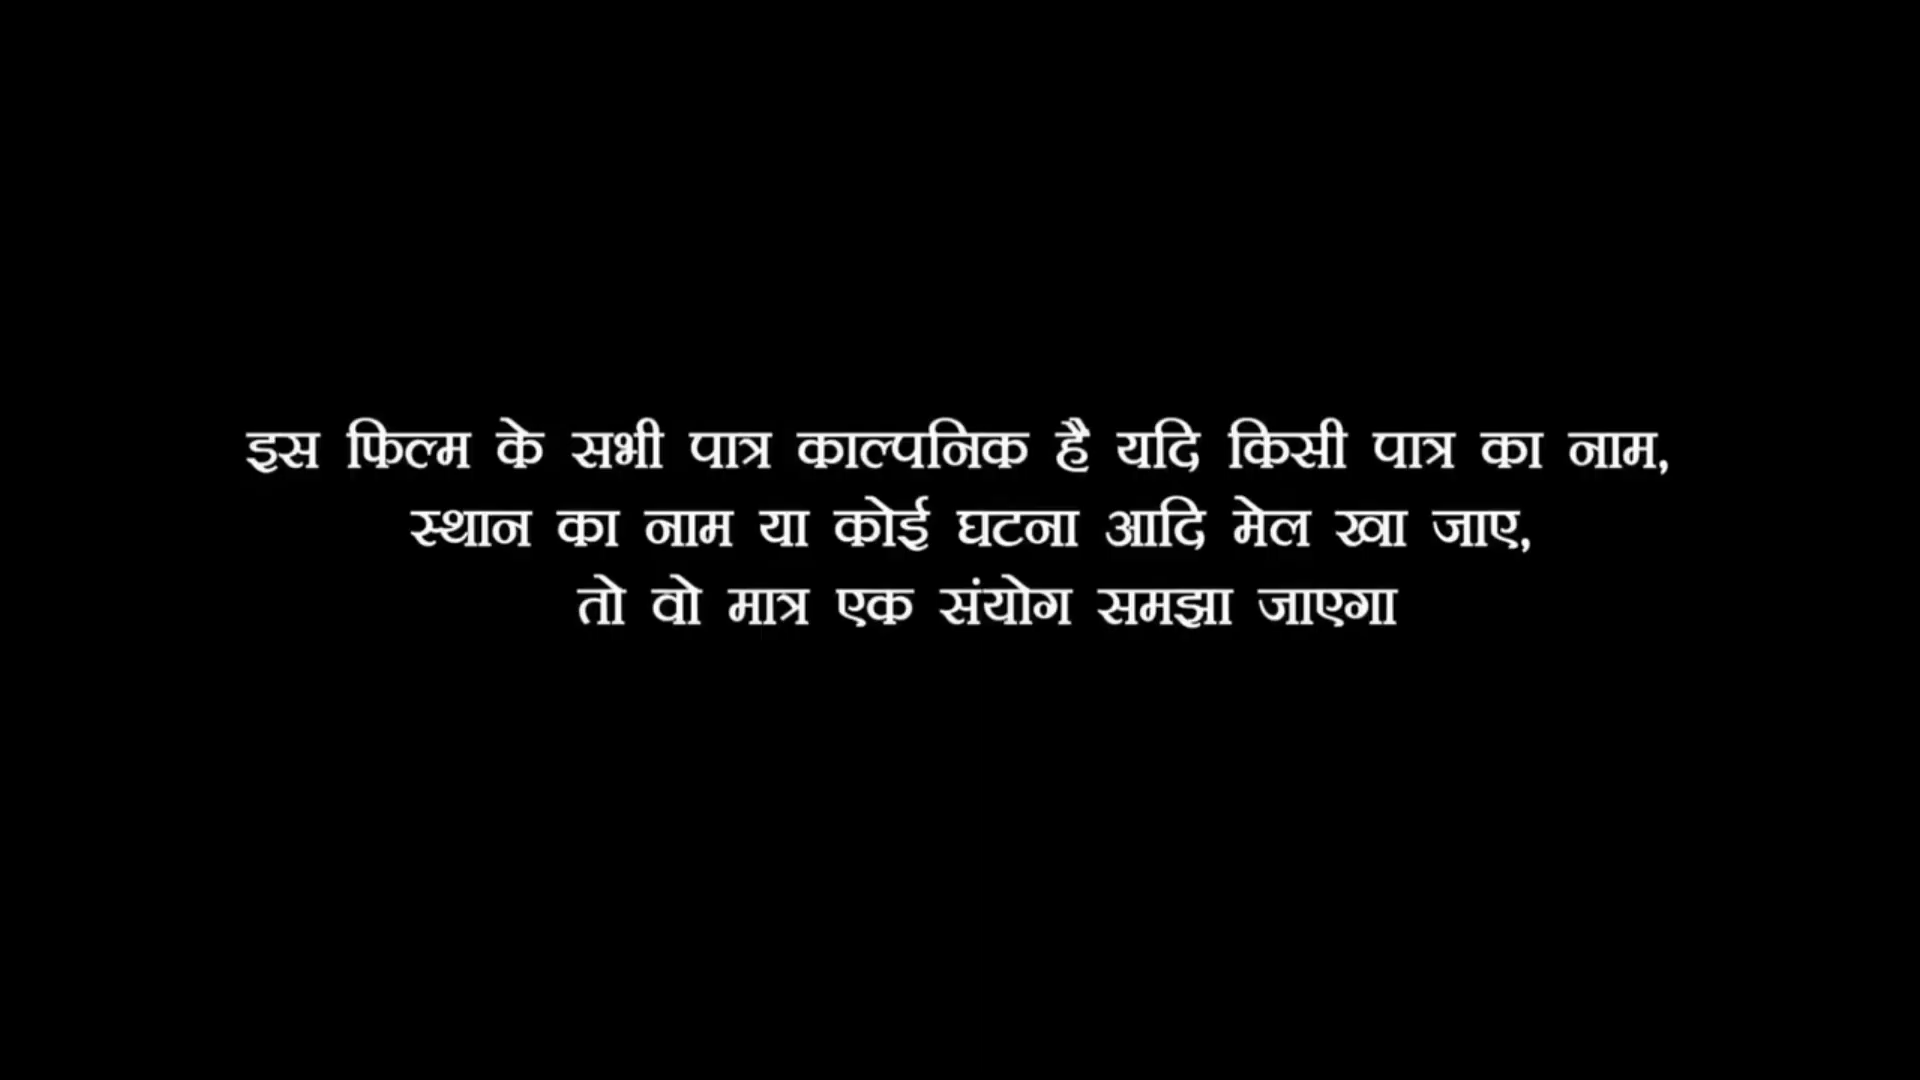 इस फिल्म के सभी पात्र काल्पनिक है यदि किसी पात्र का नाम,
स्थान का नाम या कोई घटना आदि मेल खा जाए,
तो वो मात्र एक संयोग समझा जाएगा